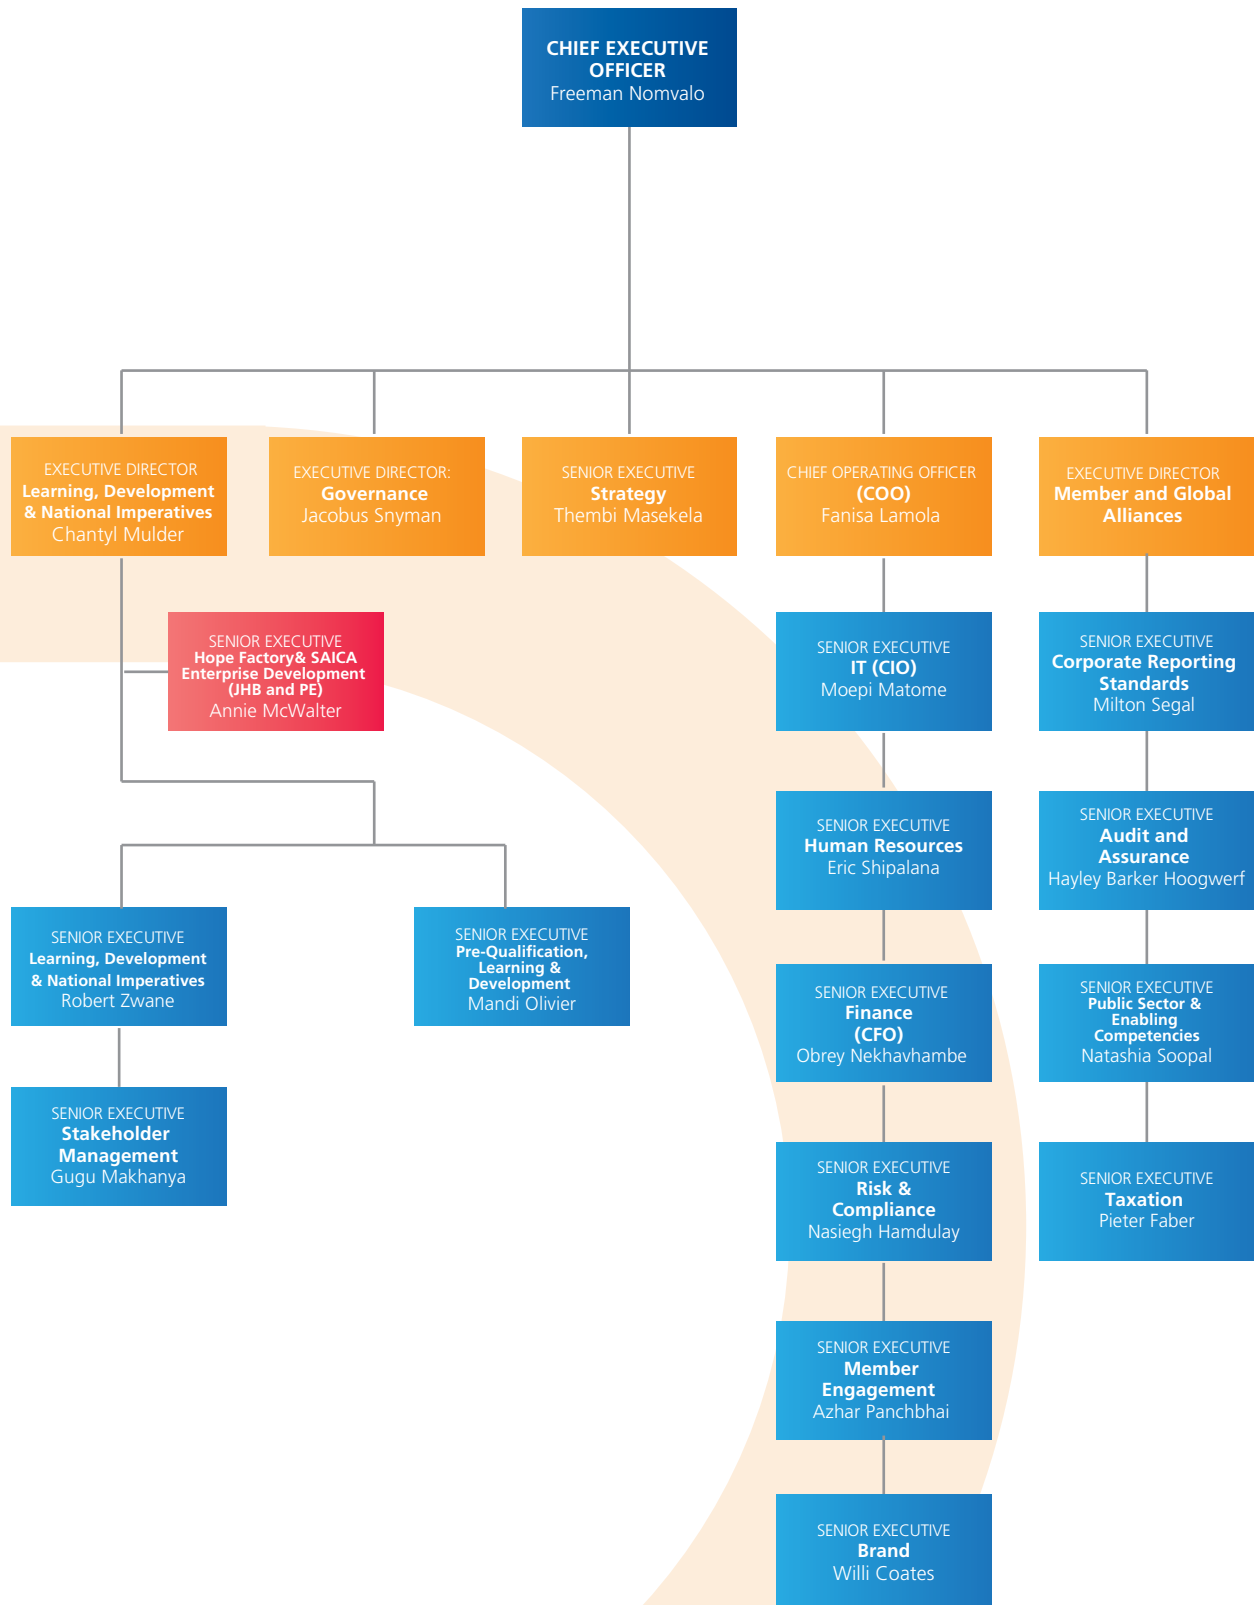 CHIEF EXECUTIVE
OFFICER
Freeman Nomvalo
EXECUTIVE DIRECTOR
Learning, Development
& National Imperatives
Chantyl Mulder
EXECUTIVE DIRECTOR:
Governance
Jacobus Snyman
SENIOR EXECUTIVE
Strategy
Thembi Masekela
CHIEF OPERATING OFFICER
(COO)
Fanisa Lamola
EXECUTIVE DIRECTOR
Member and Global
Alliances
SENIOR EXECUTIVE
Hope Factory& SAICA
Enterprise Development
(JHB and PE)
Annie McWalter
SENIOR EXECUTIVE
IT (CIO)
Moepi Matome
SENIOR EXECUTIVE
Corporate Reporting
Standards
Milton Segal
SENIOR EXECUTIVE
Human Resources
Eric Shipalana
SENIOR EXECUTIVE
Audit and
Assurance
Hayley Barker Hoogwerf
SENIOR EXECUTIVE
Learning, Development
& National Imperatives
Robert Zwane
SENIOR EXECUTIVE
Pre-Qualification,
Learning &
Development
Mandi Olivier
SENIOR EXECUTIVE
Finance
(CFO)
Obrey Nekhavhambe
SENIOR EXECUTIVE
Public Sector &
Enabling
Competencies
Natashia Soopal
SENIOR EXECUTIVE
Stakeholder
Management
Gugu Makhanya
SENIOR EXECUTIVE
Risk &
Compliance
Nasiegh Hamdulay
SENIOR EXECUTIVE
Taxation
Pieter Faber
SENIOR EXECUTIVE
Member
Engagement
Azhar Panchbhai
SENIOR EXECUTIVE
Brand
Willi Coates